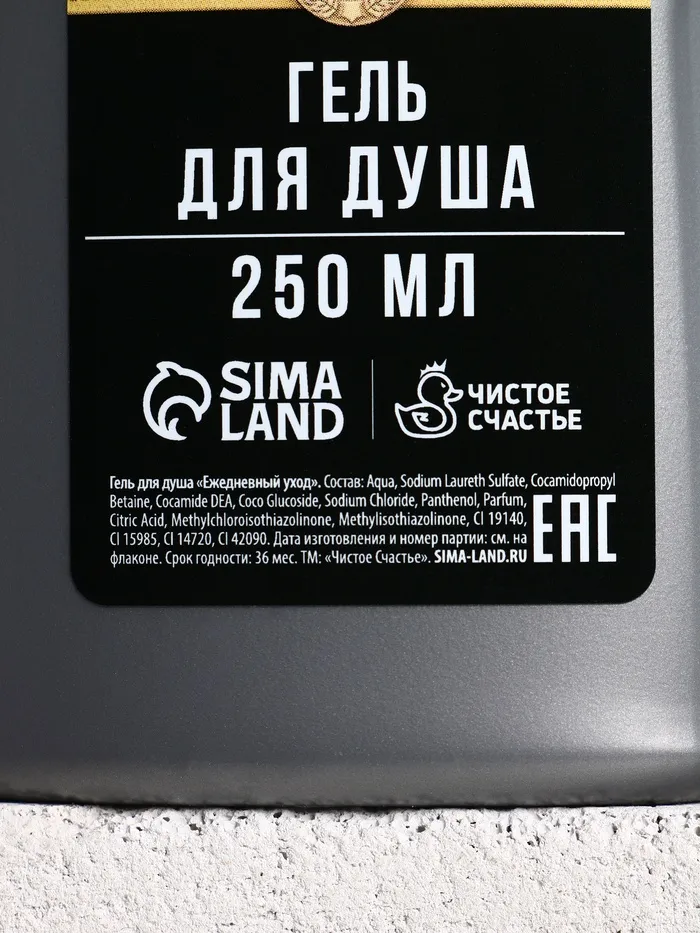 ГЕЛЬ
ДЛЯ ДУША
250 МЛ
SIMA
LAND
ЧИСТОЕ
СЧАСТЬЕ
Гель для душа «Ежедневный уход». Состав: Aqua, Sodium Laureth Sulfate, Cocamidopropyl
Betaine, Cocamide DEA, Coco Glucoside, Sodium Chloride, Panthenol, Parfum,
Citric Acid, Methylchloroisothiazolinone, Methylisothiazolinone, CI 19140,
CI 15985, CI 14720, CI 42090. Дата изготовления и номер партии: см. на
флаконе. Срок годности: 36 мес. ТМ: «Чистое Счастье». SIMA-LAND.RU
EAC